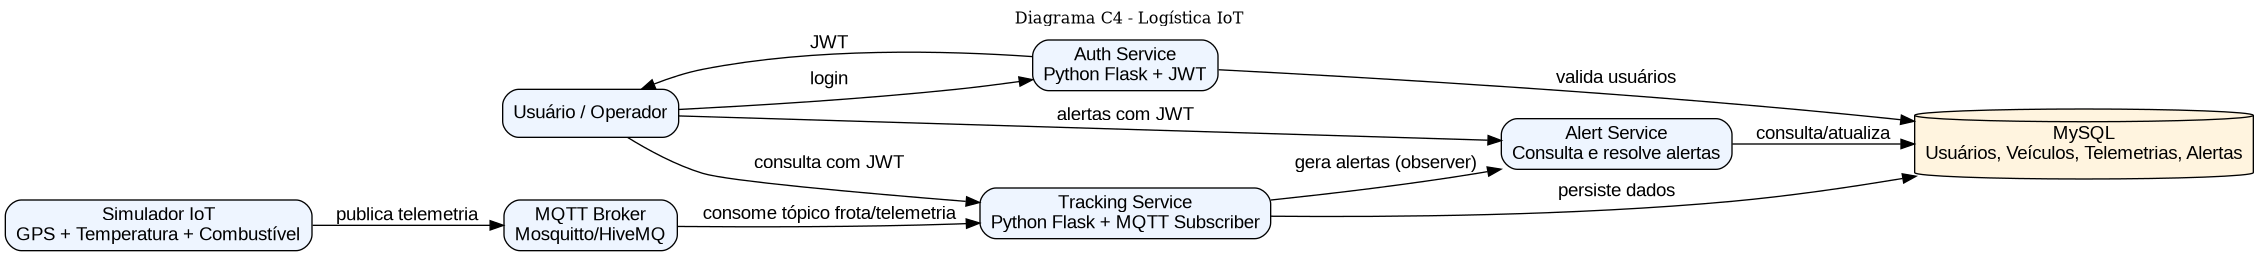 Diagrama C4 - Logística IoT
JWT
Auth Service
Python Flask + JWT
login
valida usuários
Usuário / Operador
alertas com JWT
Alert Service
Consulta e resolve alertas
consulta/atualiza
MySQL
Usuários, Veículos, Telemetrias, Alertas
consulta com JWT
gera alertas (observer)
persiste dados
Simulador IoT
GPS + Temperatura + Combustível
publica telemetria
MQTT Broker
Mosquitto/HiveMQ
consome tópico frota/telemetria
Tracking Service
Python Flask + MQTT Subscriber